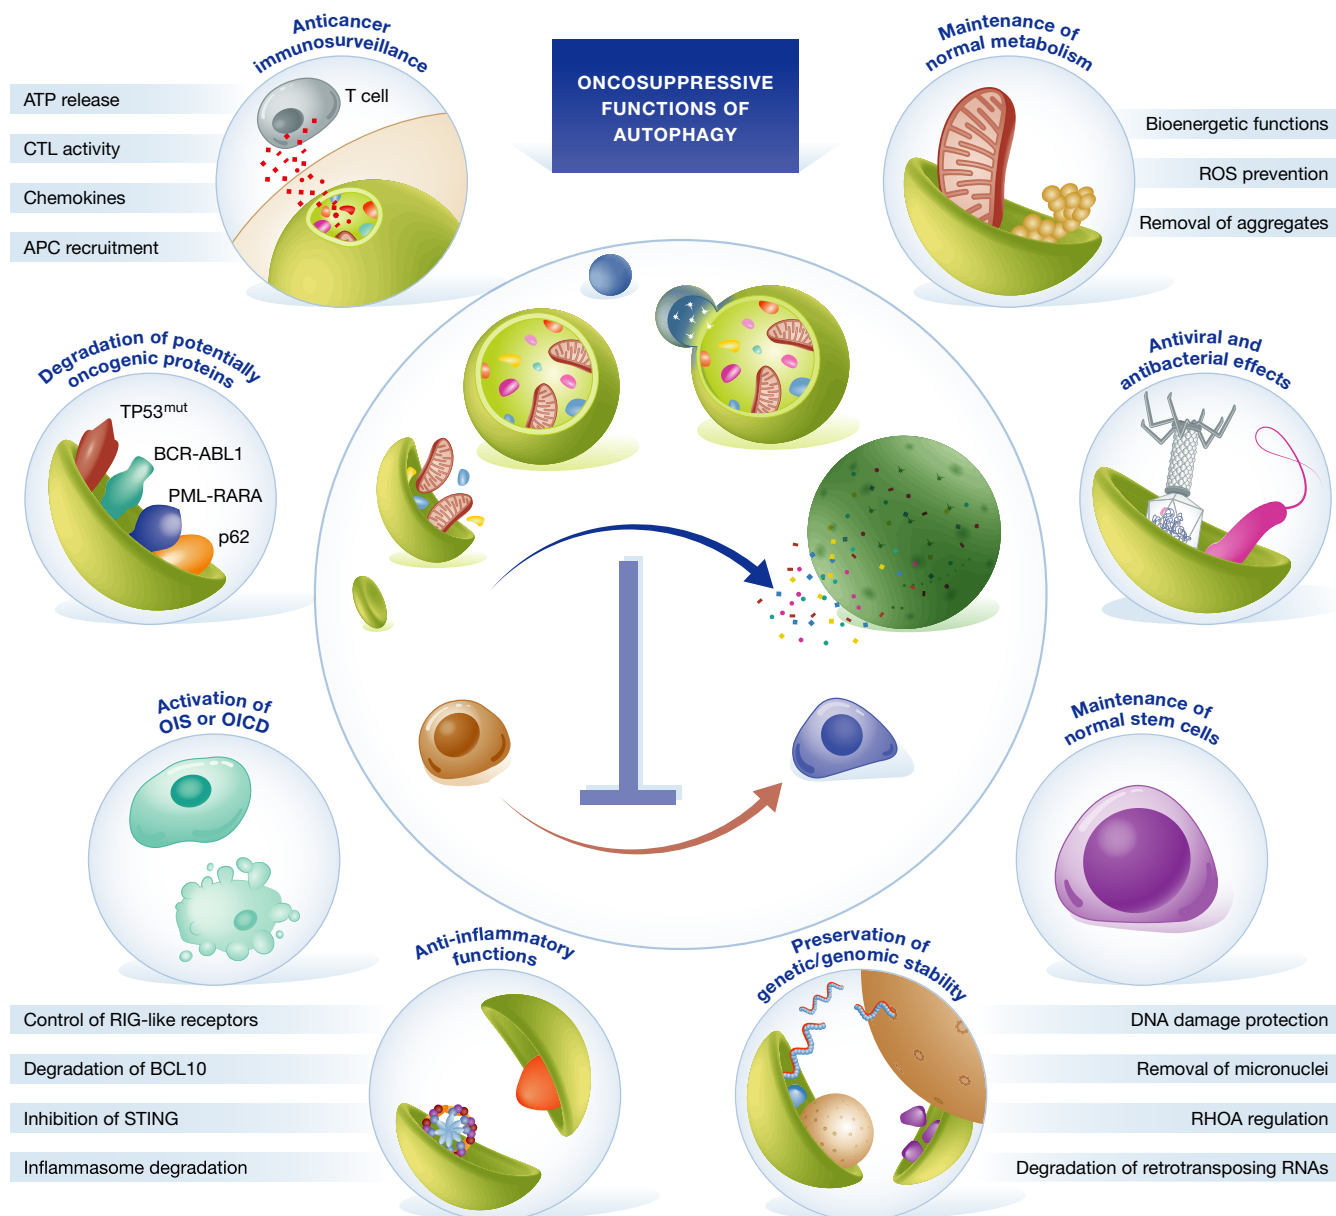 ONCOSUPPRESSIVE
FUNCTIONS OF
AUTOPHAGY
Anticancer
immunosurveillance
T cell
ATP release
CTL activity
Chemokines
APC recruitment
Maintenance of
normal metabolism
Bioenergetic functions
ROS prevention
Removal of aggregates
Degradation of potentially
oncogenic proteins
TP53mut
BCR-ABL1
PML-RARA
p62
Antiviral and
antibacterial effects
Activation of
OIS or OICD
Maintenance of
normal stem cells
Anti-inflammatory
functions
Control of RIG-like receptors
Degradation of BCL10
Inhibition of STING
Inflammasome degradation
Preservation of
genetic/genomic stability
DNA damage protection
Removal of micronuclei
RHOA regulation
Degradation of retrotransposing RNAs